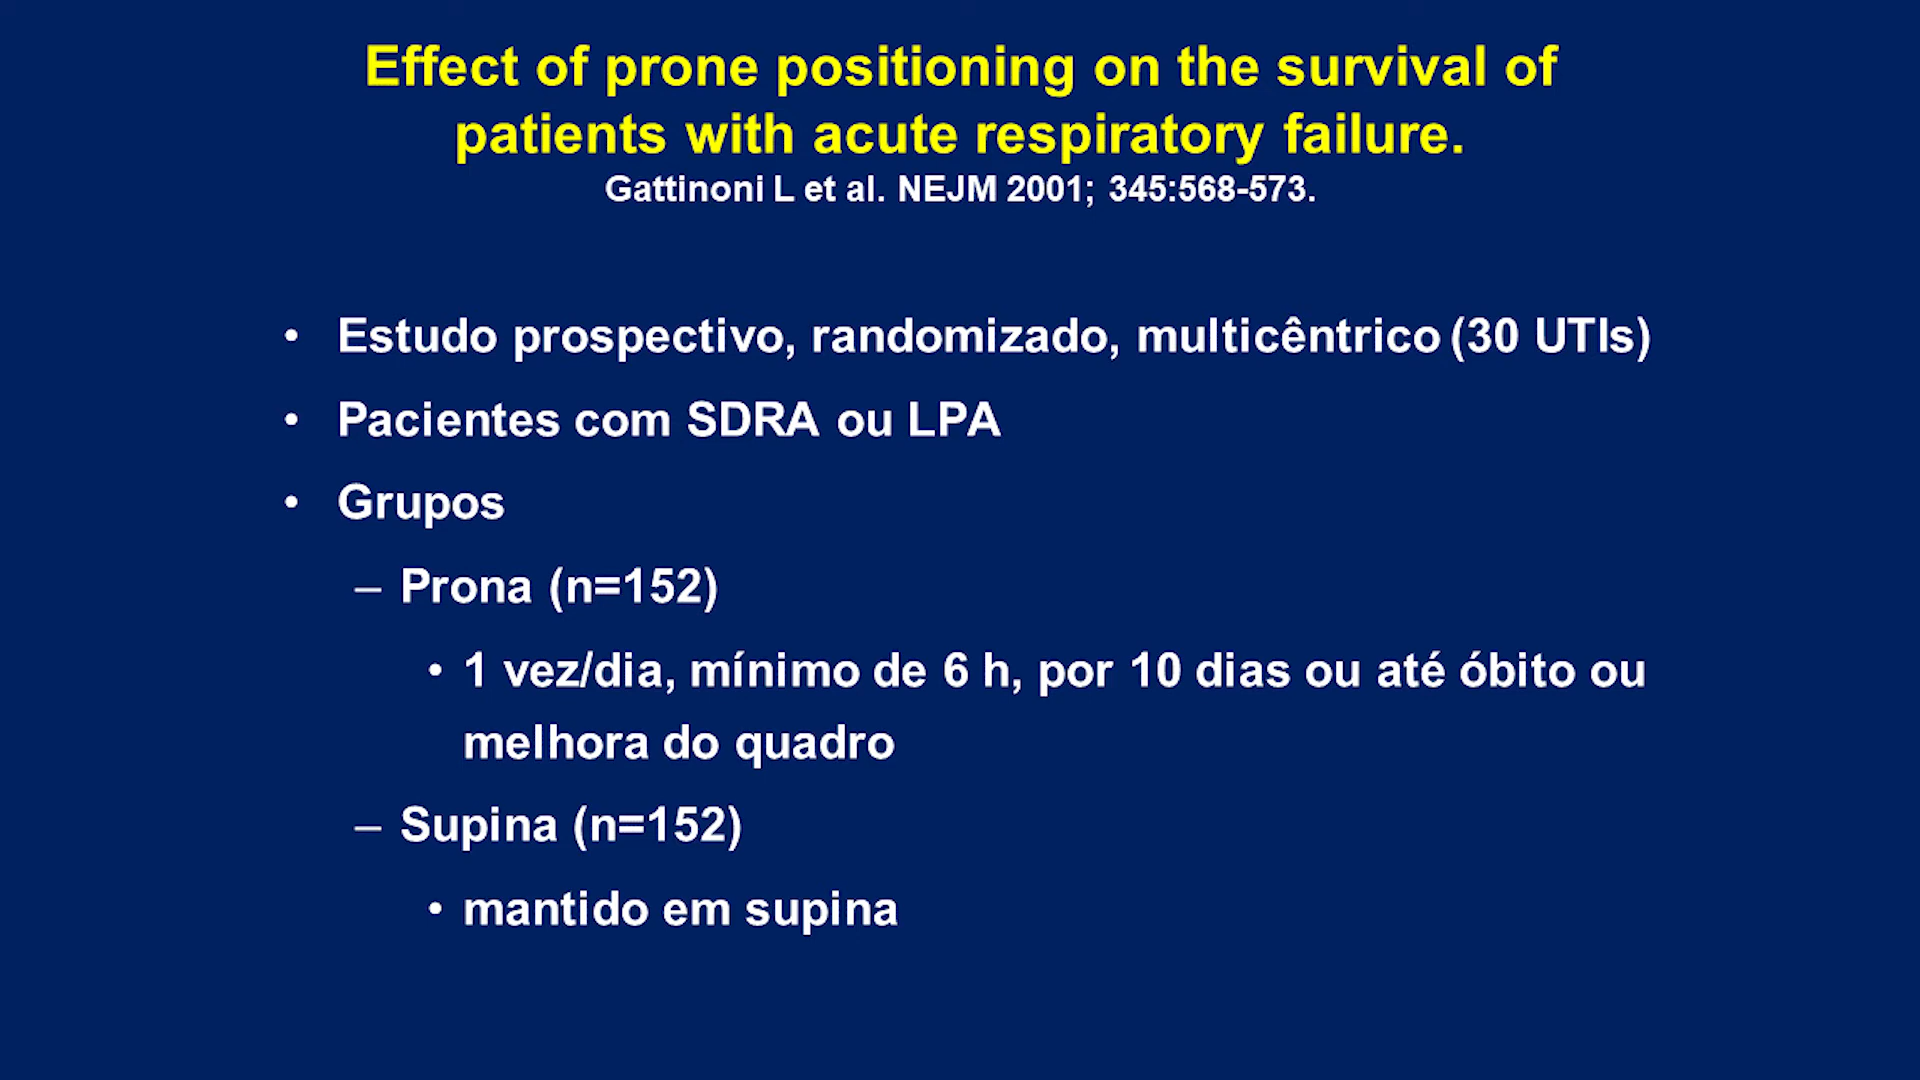 Effect of prone positioning on the survival of
patients with acute respiratory failure.
Gattinoni L et al. NEJM 2001; 345:568-573.
• Estudo prospectivo, randomizado, multicêntrico (30 UTIs)
• Pacientes com SDRA ou LPA
• Grupos
– Prona (n=152)
• 1 vez/dia, mínimo de 6 h, por 10 dias ou até óbito ou
melhora do quadro
– Supina (n=152)
• mantido em supina